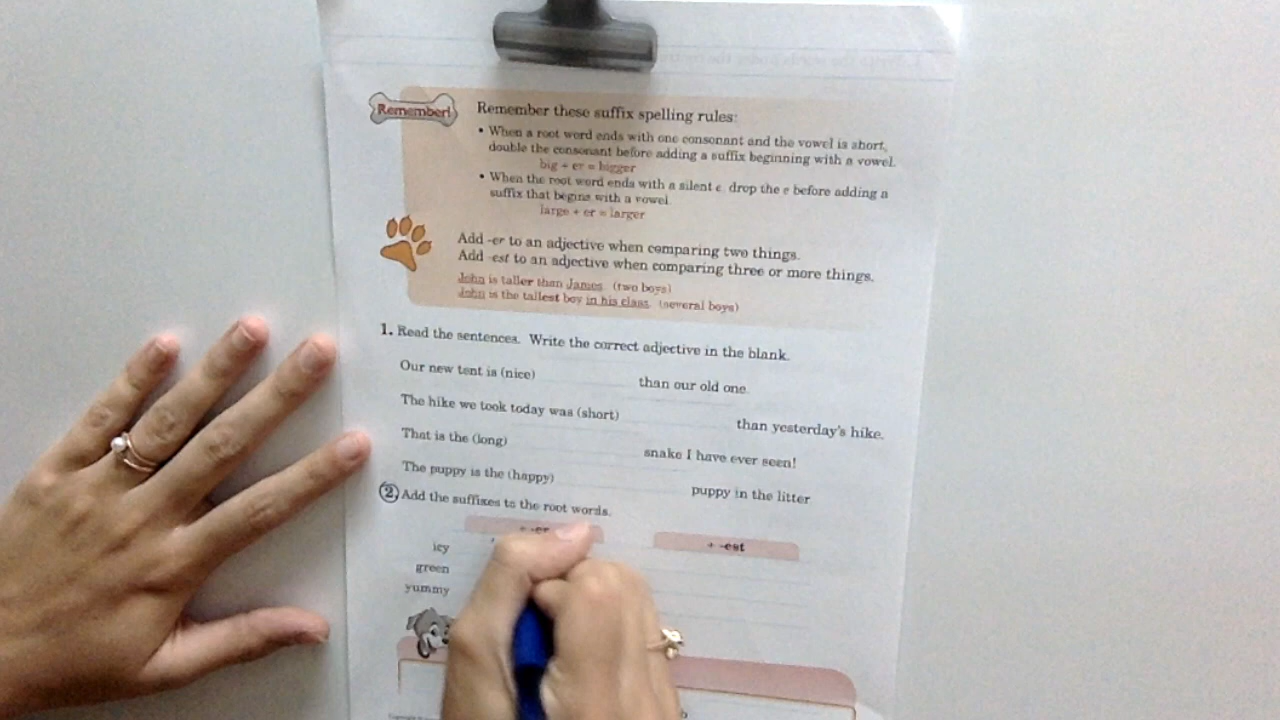 Remember!
Remember these suffix spelling rules:
• When a root word ends with one consonant and the vowel is short,
double the consonant before adding a suffix beginning with a vowel.
big + er = bigger
• When the root word ends with a silent e, drop the e before adding a
suffix that begins with a vowel.
large + er = larger
Add -er to an adjective when comparing two things.
Add -est to an adjective when comparing three or more things.
John is taller than James. (two boys)
John is the tallest boy in his class. (several boys)
1. Read the sentences. Write the correct adjective in the blank.
Our new tent is (nice) than our old one.
The hike we took today was (short) than yesterday's hike.
That is the (long) snake I have ever seen!
The puppy is the (happy) puppy in the litter
2 Add the suffixes to the root words.
+ -er + -est
icy
green
yummy